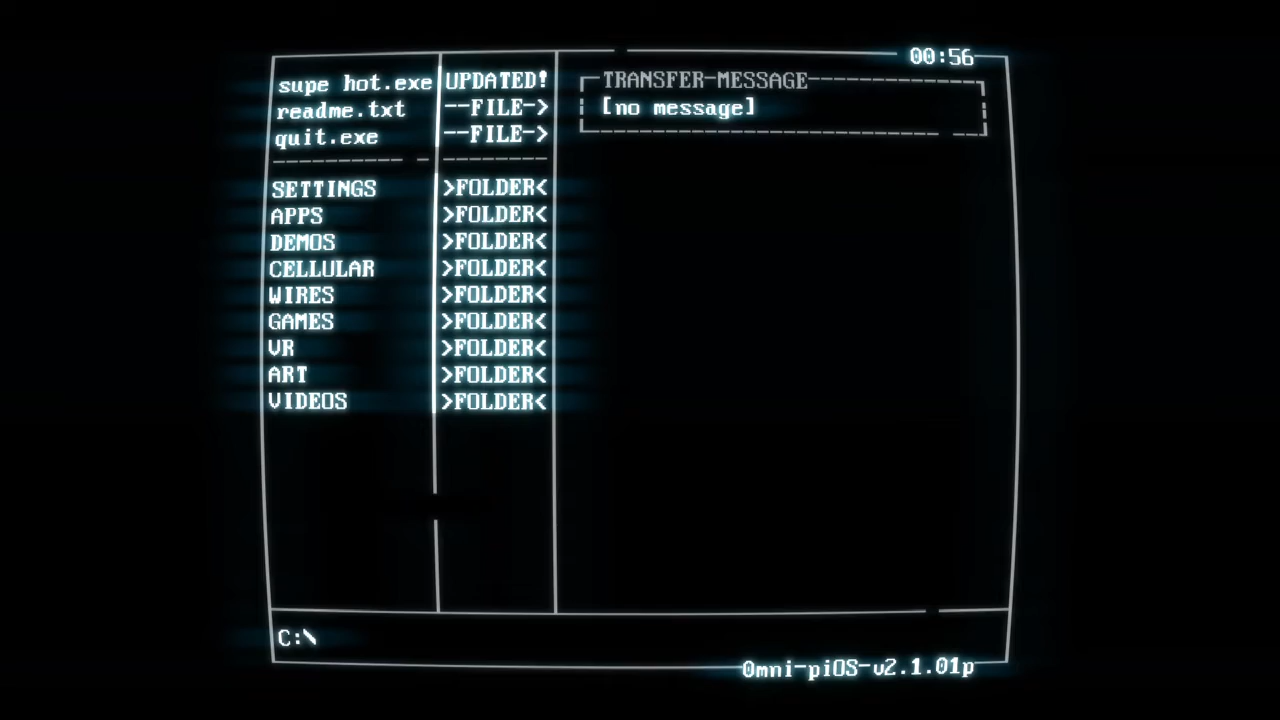 00:56
supe hot.exe UPDATED!
readme.txt --FILE->
quit.exe --FILE->
SETTINGS >FOLDER<
APPS >FOLDER<
DEMOS >FOLDER<
CELLULAR >FOLDER<
WIRES >FOLDER<
GAMES >FOLDER<
VR >FOLDER<
ART >FOLDER<
VIDEOS >FOLDER<
TRANSFER-MESSAGE
[no message]
C:\
0mni-piOS-v2.1.01p